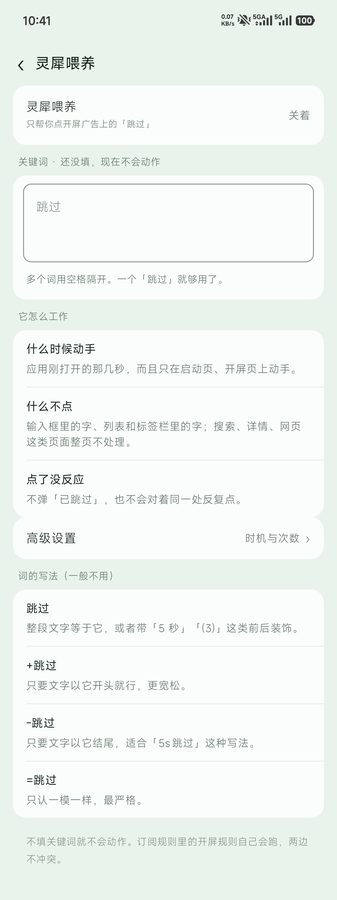 10:41
0.07 KB/s 5GA 5G 100
灵犀喂养
灵犀喂养
只帮你点开屏广告上的「跳过」
关着
关键词 · 还没填，现在不会动作
跳过
多个词用空格隔开。一个「跳过」就够用了。
它怎么工作
什么时候动手
应用刚打开的那几秒，而且只在启动页、开屏页上动手。
什么不点
输入框里的字、列表和标签栏里的字；搜索、详情、网页
这类页面整页不处理。
点了没反应
不弹「已跳过」，也不会对着同一处反复点。
高级设置
时机与次数
词的写法（一般不用）
跳过
整段文字等于它，或者带「5 秒」「(3)」这类前后装饰。
+跳过
只要文字以它开头就行，更宽松。
-跳过
只要文字以它结尾，适合「5s跳过」这种写法。
=跳过
只认一模一样，最严格。
不填关键词就不会动作。订阅规则里的开屏规则自己会跑，两边
不冲突。